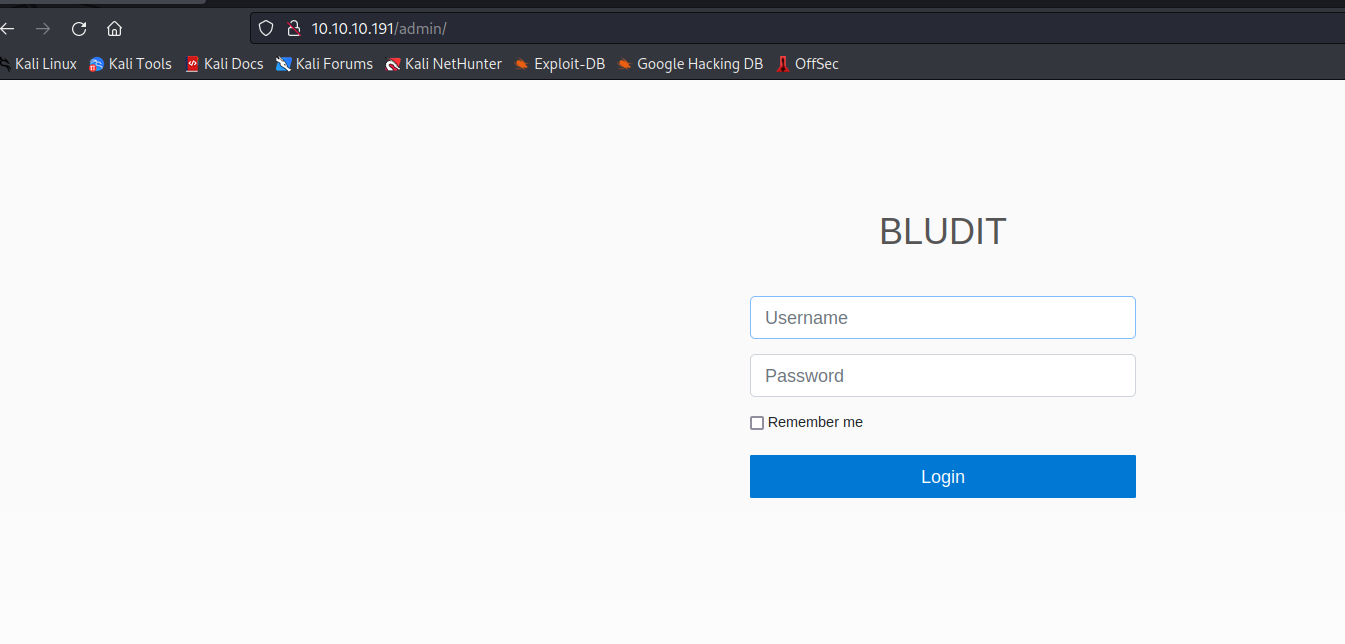 10.10.10.191/admin/
Kali Linux Kali Tools Kali Docs Kali Forums Kali NetHunter Exploit-DB Google Hacking DB OffSec
BLUDIT
Username
Password
Remember me
Login